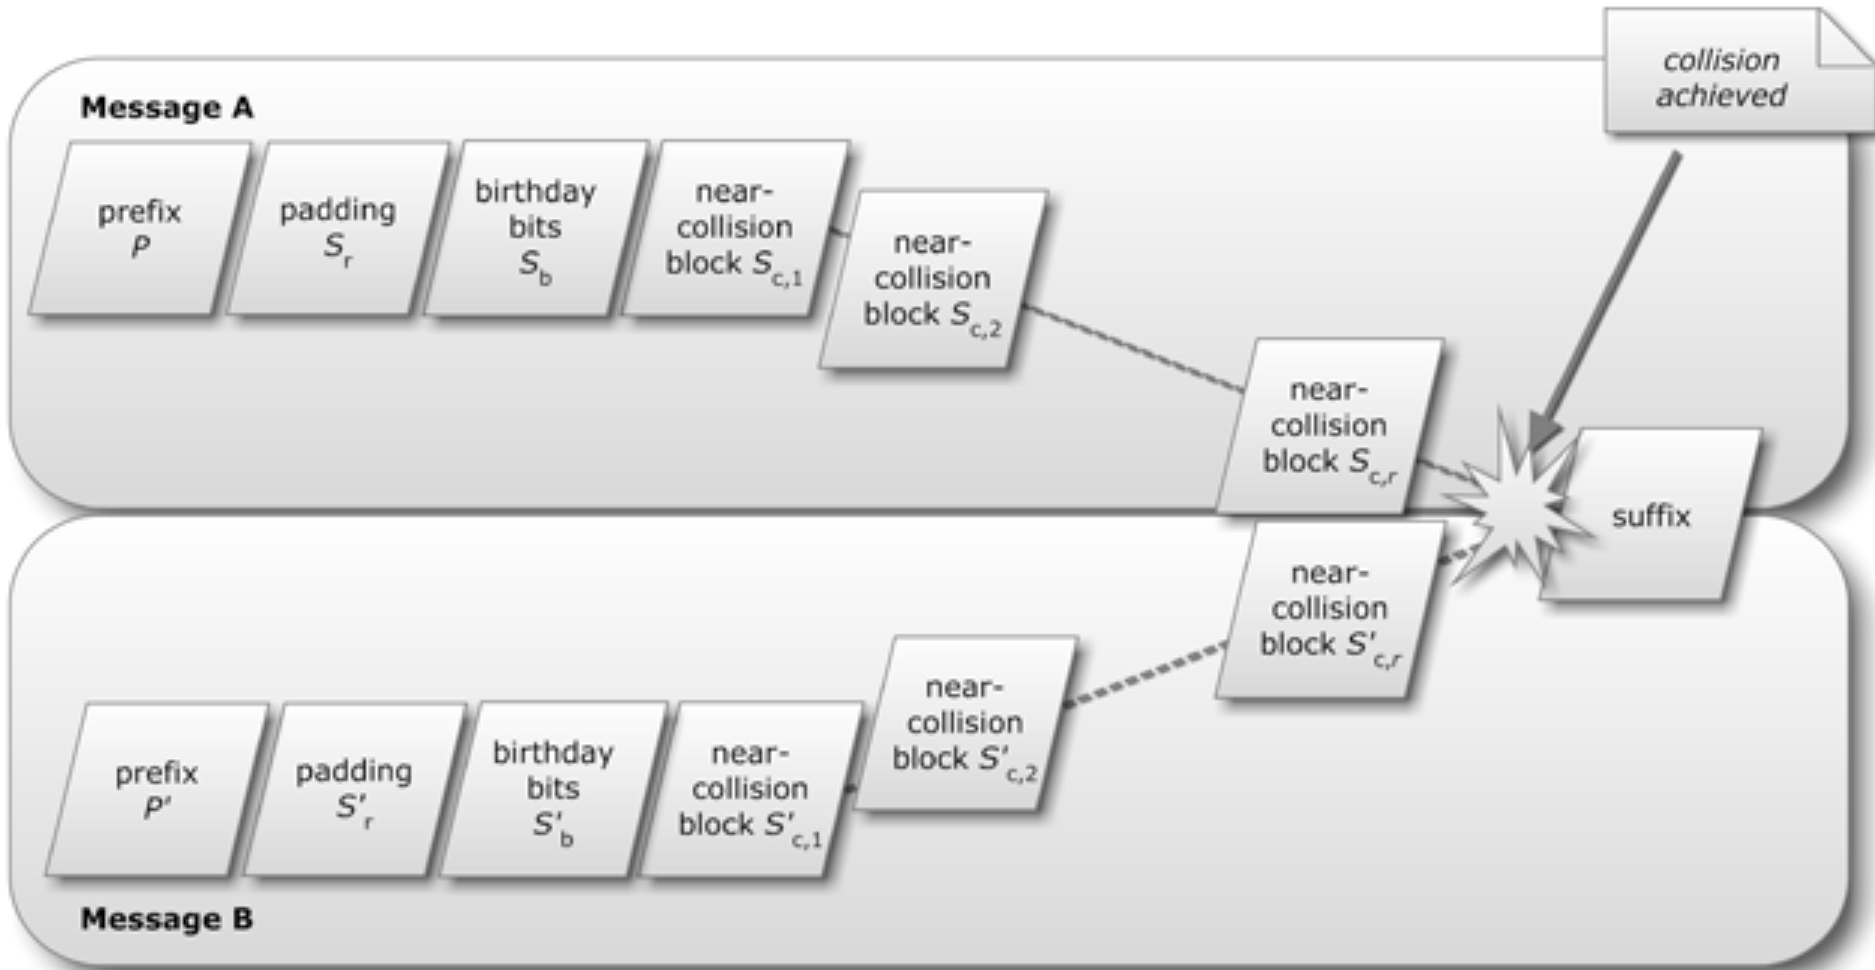 collision
achieved
Message A
prefix
P
padding
Sr
birthday
bits
Sb
near-
collision
block Sc,1
near-
collision
block Sc,2
near-
collision
block Sc,r
suffix
near-
collision
block S'c,r
near-
collision
block S'c,2
prefix
P'
padding
S'r
birthday
bits
S'b
near-
collision
block S'c,1
Message B